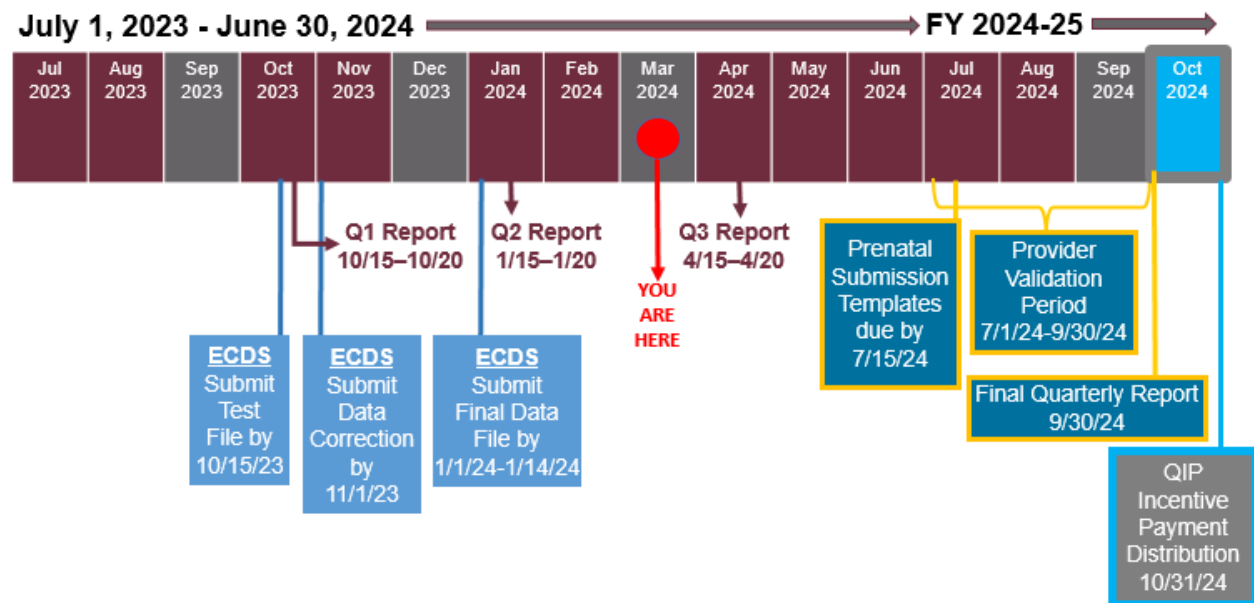 July 1, 2023 - June 30, 2024
FY 2024-25
Jul
2023
Aug
2023
Sep
2023
Oct
2023
Nov
2023
Dec
2023
Jan
2024
Feb
2024
Mar
2024
Apr
2024
May
2024
Jun
2024
Jul
2024
Aug
2024
Sep
2024
Oct
2024
Q1 Report
10/15–10/20
Q2 Report
1/15–1/20
YOU
ARE
HERE
Q3 Report
4/15–4/20
ECDS
Submit
Test
File by
10/15/23
ECDS
Submit
Data
Correction
by
11/1/23
ECDS
Submit
Final Data
File by
1/1/24-1/14/24
Prenatal
Submission
Templates
due by
7/15/24
Provider
Validation
Period
7/1/24-9/30/24
Final Quarterly Report
9/30/24
QIP
Incentive
Payment
Distribution
10/31/24